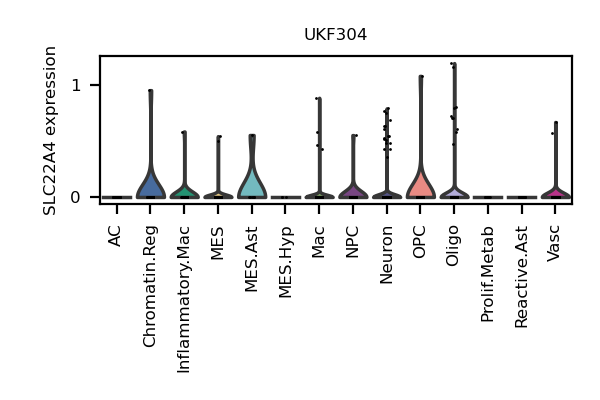 UKF304
SLC22A4 expression
1
0
AC
Chromatin.Reg
Inflammatory.Mac
MES
MES.Ast
MES.Hyp
Mac
NPC
Neuron
OPC
Oligo
Prolif.Metab
Reactive.Ast
Vasc